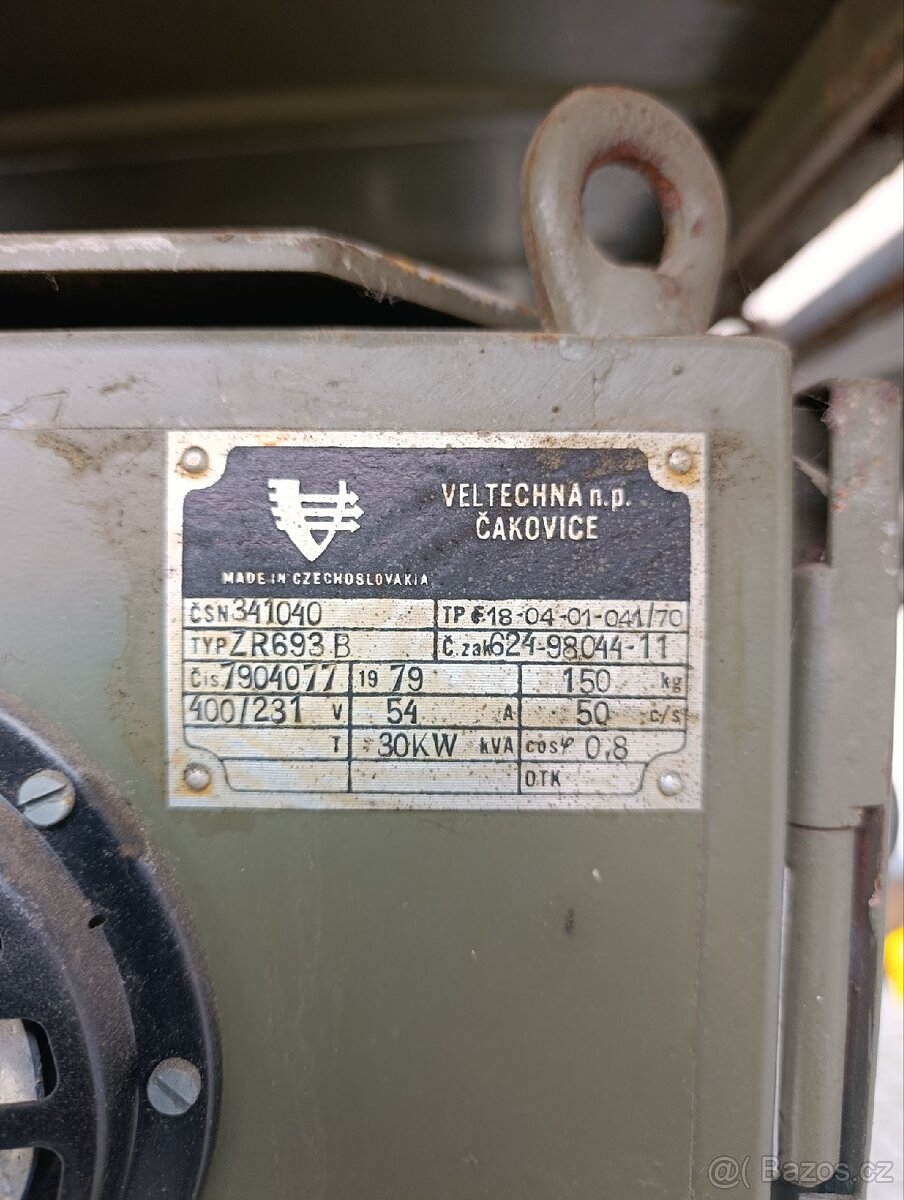 VELTECHNA n.p.
ČAKOVICE
MADE IN CZECHOSLOVAKIA
ČSN 341040 TP č 18-04-01-041/70
TYP ZR693 B Č.zak 624-98044-11
Čís 7904077 19 79 150 kg
400/231 V 54 A 50 c/s
T 30KW kVA cosφ 0,8
OTK
@( Bazos.cz